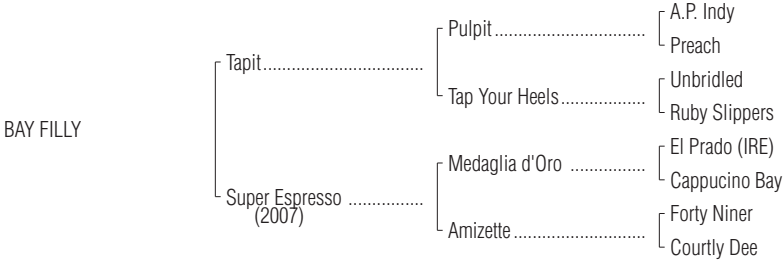 A.P. Indy
Pulpit..............................
Preach
Tapit................................
Unbridled
Tap Your Heels.................
Ruby Slippers
BAY FILLY
El Prado (IRE)
Medaglia d'Oro ...............
Cappucino Bay
Super Espresso ...............
(2007)
Forty Niner
Amizette..........................
Courtly Dee